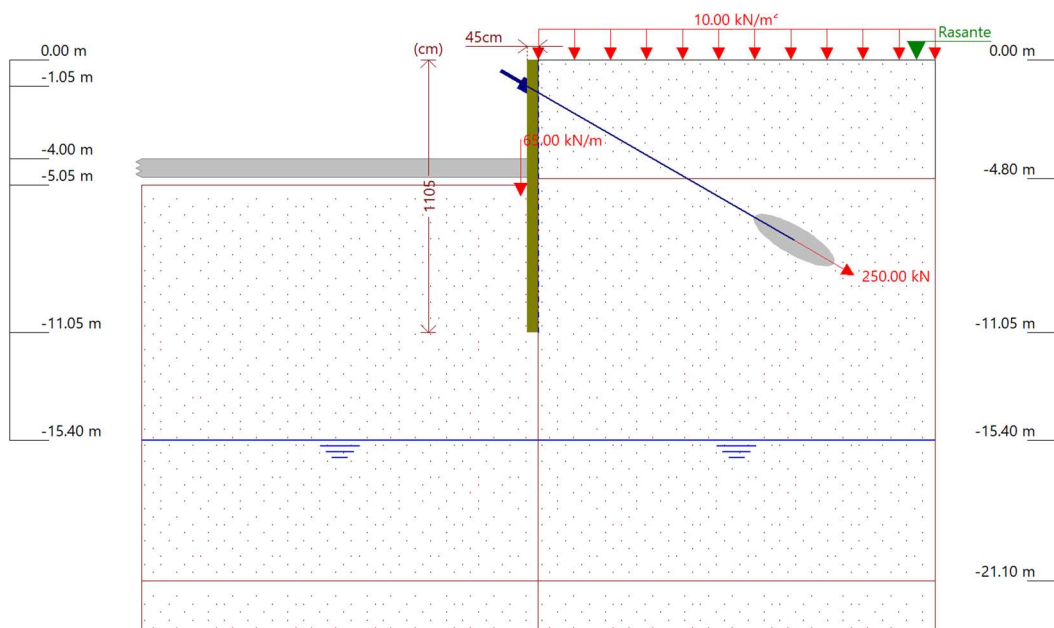 10.00 kN/m²
45cm
Rasante
0.00 m
(cm)
0.00 m
-1.05 m
-4.00 m
68.00 kN/m
-5.05 m
-4.80 m
1105
250.00 kN
-11.05 m
-11.05 m
-15.40 m
-15.40 m
-21.10 m